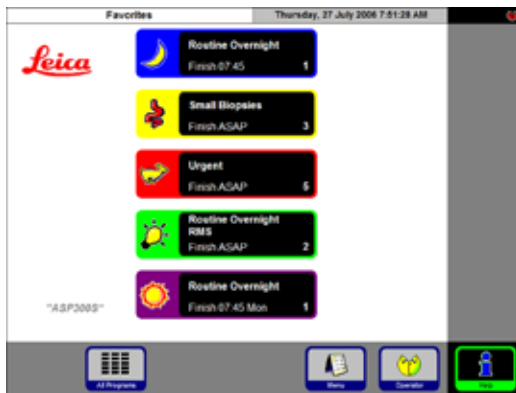 Favorites
Thursday, 27 July 2006 7:51:28 AM
Leica
Routine Overnight
Finish 07:45 1
Small Biopsies
Finish ASAP 3
Urgent
Finish ASAP 5
Routine Overnight
RMS
Finish ASAP 2
Routine Overnight
Finish 07:45 Mon 1
"ASP300S"
All Programs
Menu
Operator
Help